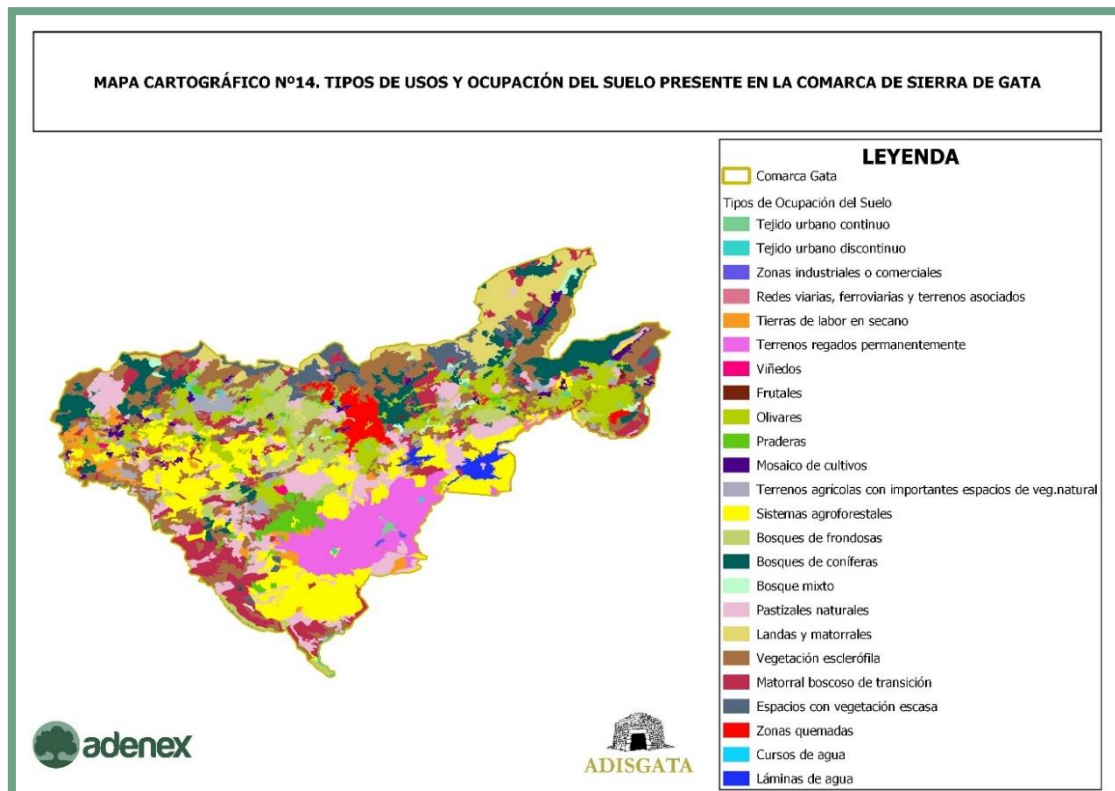 MAPA CARTOGRÁFICO Nº14. TIPOS DE USOS Y OCUPACIÓN DEL SUELO PRESENTE EN LA COMARCA DE SIERRA DE GATA
LEYENDA
Comarca Gata
Tipos de Ocupación del Suelo
Tejido urbano continuo
Tejido urbano discontinuo
Zonas industriales o comerciales
Redes viarias, ferroviarias y terrenos asociados
Tierras de labor en secano
Terrenos regados permanentemente
Viñedos
Frutales
Olivares
Praderas
Mosaico de cultivos
Terrenos agrícolas con importantes espacios de veg.natural
Sistemas agroforestales
Bosques de frondosas
Bosques de coníferas
Bosque mixto
Pastizales naturales
Landas y matorrales
Vegetación esclerófila
Matorral boscoso de transición
Espacios con vegetación escasa
Zonas quemadas
Cursos de agua
Láminas de agua
adenex
ADISGATA